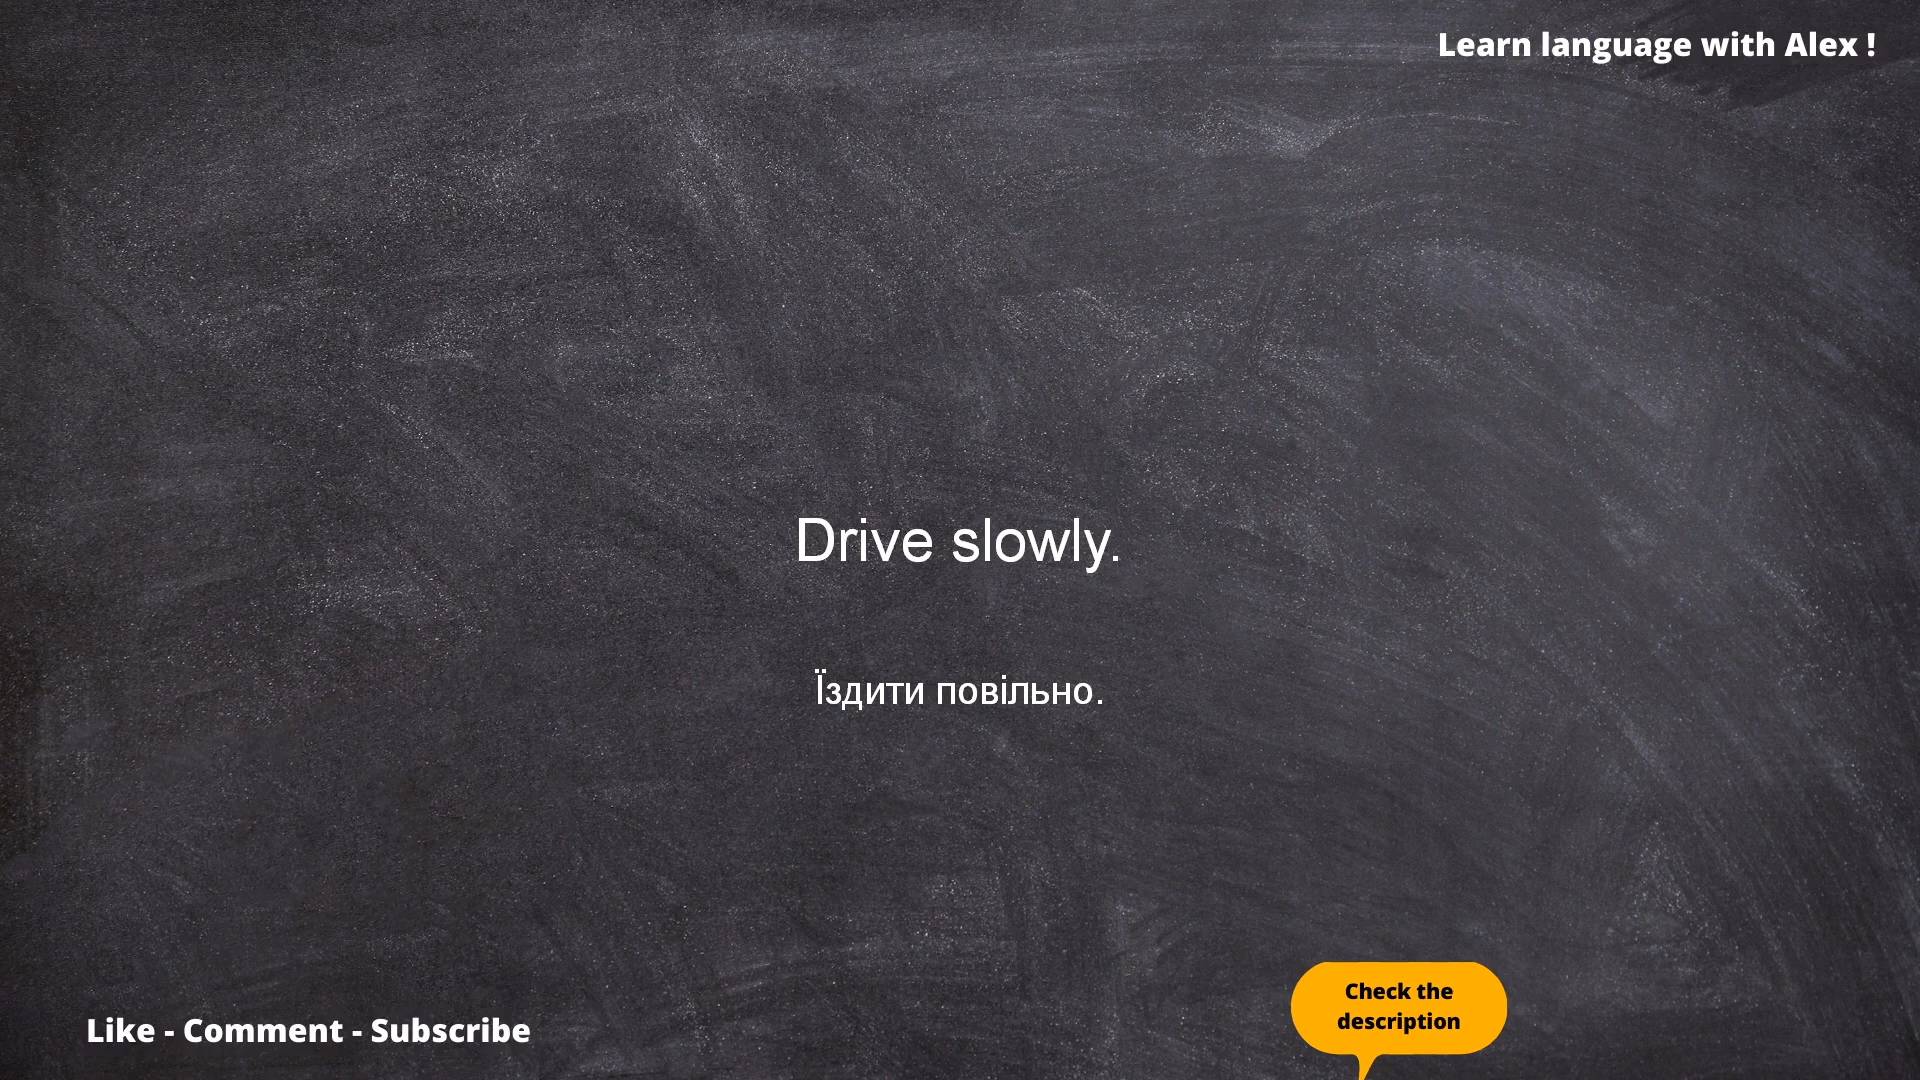 Learn language with Alex !
Drive slowly.
Їздити повільно.
Check the
description
Like - Comment - Subscribe